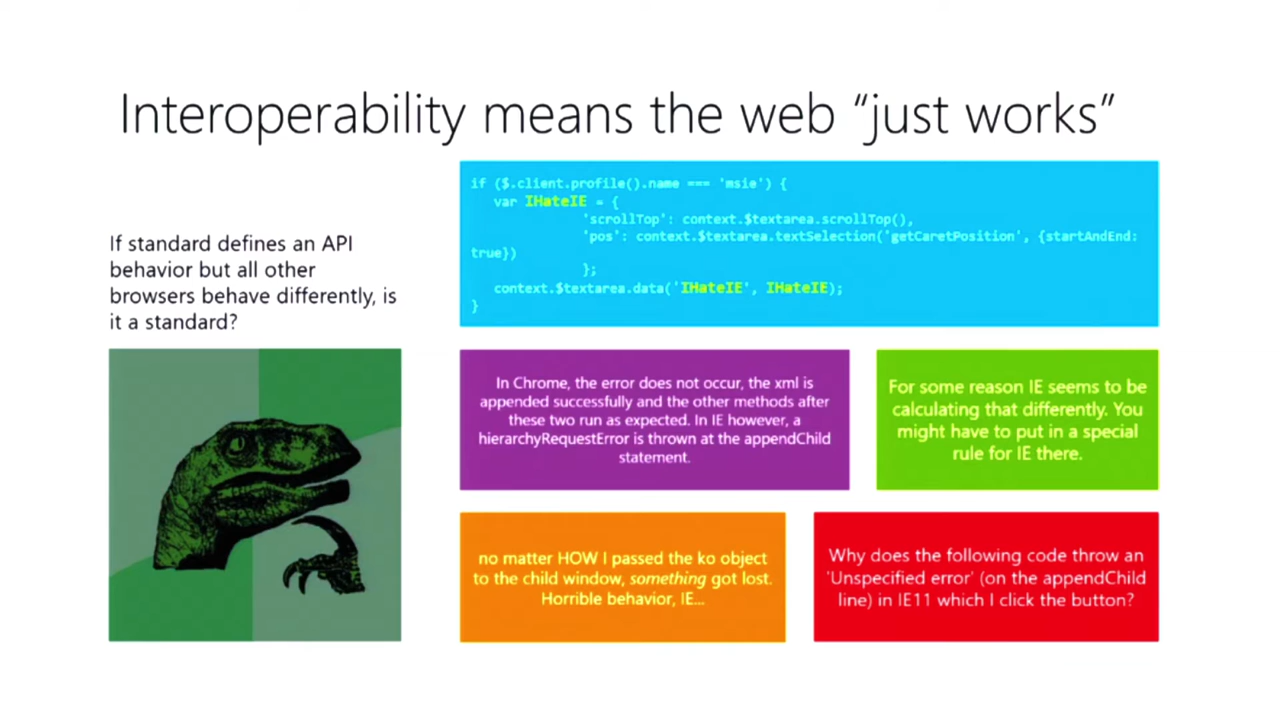 Interoperability means the web “just works”
If standard defines an API
behavior but all other
browsers behave differently, is
it a standard?
if ($.client.profile().name === 'msie') {
var IHateIE = {
'scrollTop': context.$textarea.scrollTop(),
'pos': context.$textarea.textSelection('getCaretPosition', {startAndEnd:
true})
};
context.$textarea.data('IHateIE', IHateIE);
}
In Chrome, the error does not occur, the xml is
appended successfully and the other methods after
these two run as expected. In IE however, a
hierarchyRequestError is thrown at the appendChild
statement.
For some reason IE seems to be
calculating that differently. You
might have to put in a special
rule for IE there.
no matter HOW I passed the ko object
to the child window, something got lost.
Horrible behavior, IE...
Why does the following code throw an
'Unspecified error' (on the appendChild
line) in IE11 which I click the button?